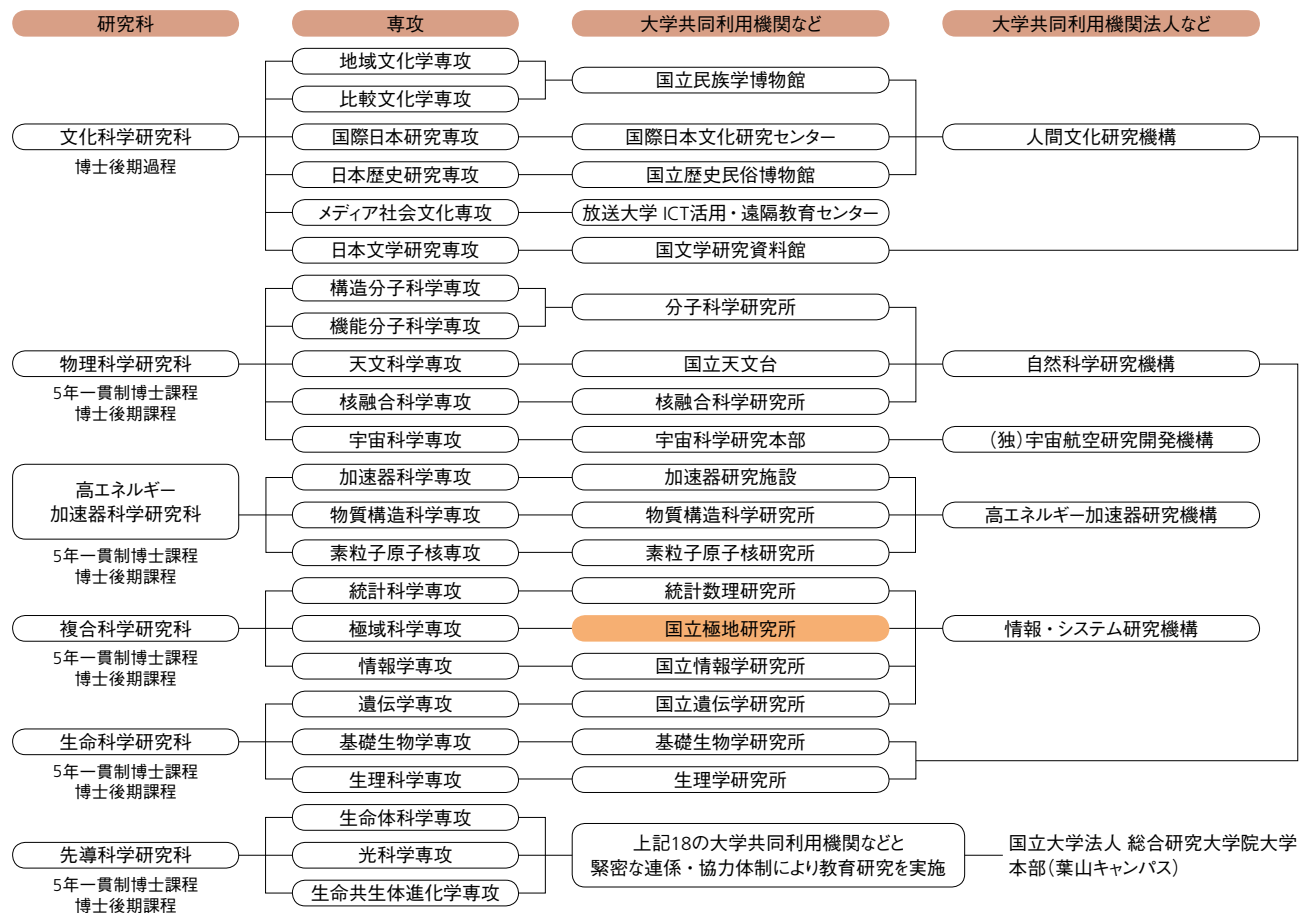 研究科
専攻
大学共同利用機関など
大学共同利用機関法人など
地域文化学専攻
比較文化学専攻
国立民族学博物館
文化科学研究科
博士後期過程
国際日本研究専攻
国際日本文化研究センター
人間文化研究機構
日本歴史研究専攻
国立歴史民俗博物館
メディア社会文化専攻
放送大学 ICT活用・遠隔教育センター
日本文学研究専攻
国文学研究資料館
構造分子科学専攻
機能分子科学専攻
分子科学研究所
物理科学研究科
5年一貫制博士課程
博士後期課程
天文科学専攻
国立天文台
自然科学研究機構
核融合科学専攻
核融合科学研究所
宇宙科学専攻
宇宙科学研究本部
（独）宇宙航空研究開発機構
高エネルギー
加速器科学研究科
5年一貫制博士課程
博士後期課程
加速器科学専攻
加速器研究施設
物質構造科学専攻
物質構造科学研究所
高エネルギー加速器研究機構
素粒子原子核専攻
素粒子原子核研究所
統計科学専攻
統計数理研究所
複合科学研究科
5年一貫制博士課程
博士後期課程
極域科学専攻
国立極地研究所
情報・システム研究機構
情報学専攻
国立情報学研究所
遺伝学専攻
国立遺伝学研究所
生命科学研究科
5年一貫制博士課程
博士後期課程
基礎生物学専攻
基礎生物学研究所
生理科学専攻
生理学研究所
生命体科学専攻
先導科学研究科
5年一貫制博士課程
博士後期課程
光科学専攻
生命共生体進化学専攻
上記18の大学共同利用機関などと
緊密な連係・協力体制により教育研究を実施
国立大学法人 総合研究大学院大学
本部（葉山キャンパス）